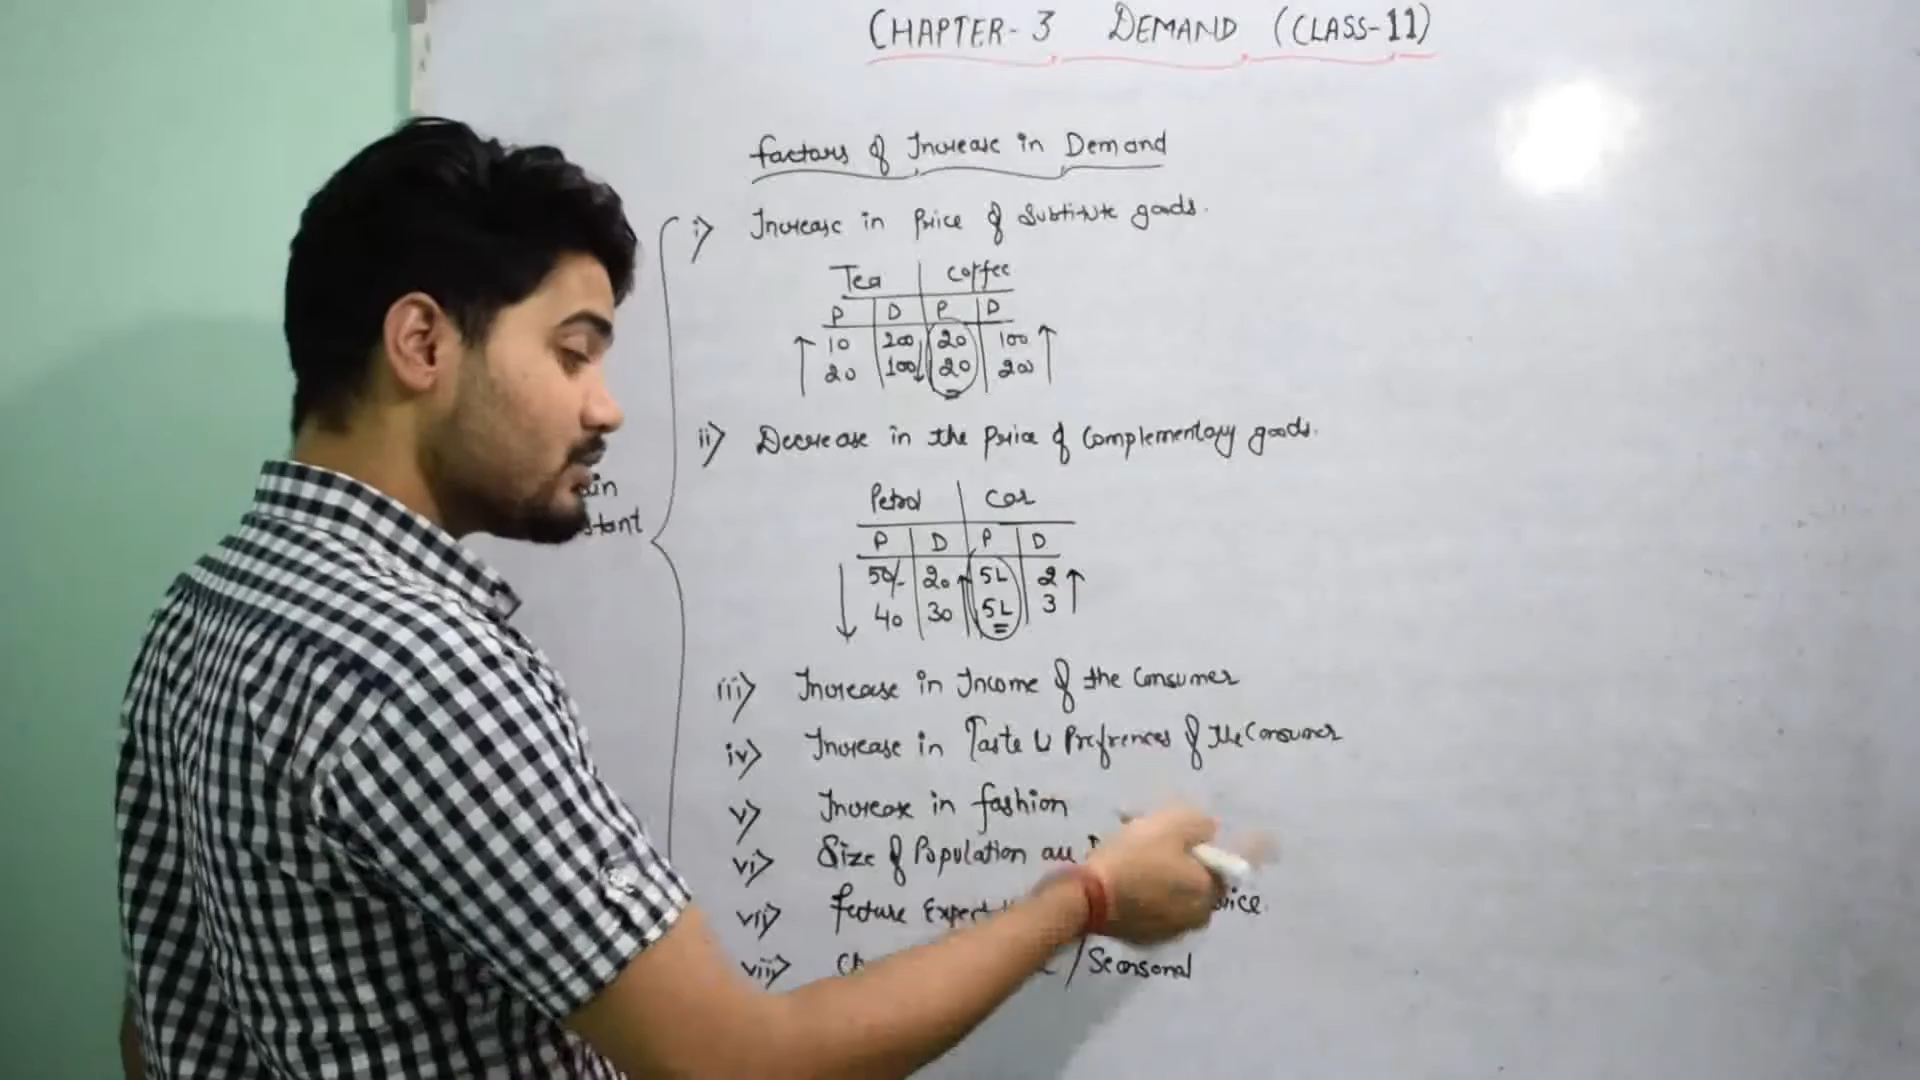 CHAPTER-3 DEMAND (CLASS-11)
factors of Increase in Demand
i) Increase in Price of Subtitute goods.
Tea Coffee
P D P D
10 200 20 100
20 100 20 200
ii) Decrease in the Price of Complementary goods.
Petrol Car
P D P D
50/- 20 5L 2
40 30 5L 3
iii) Increase in Income of the Consumer
iv) Increase in Taste & Prefrences of the Consumer
v) Increase in fashion
vi) Size of Population
vii) fecture
viii) / Seasonal